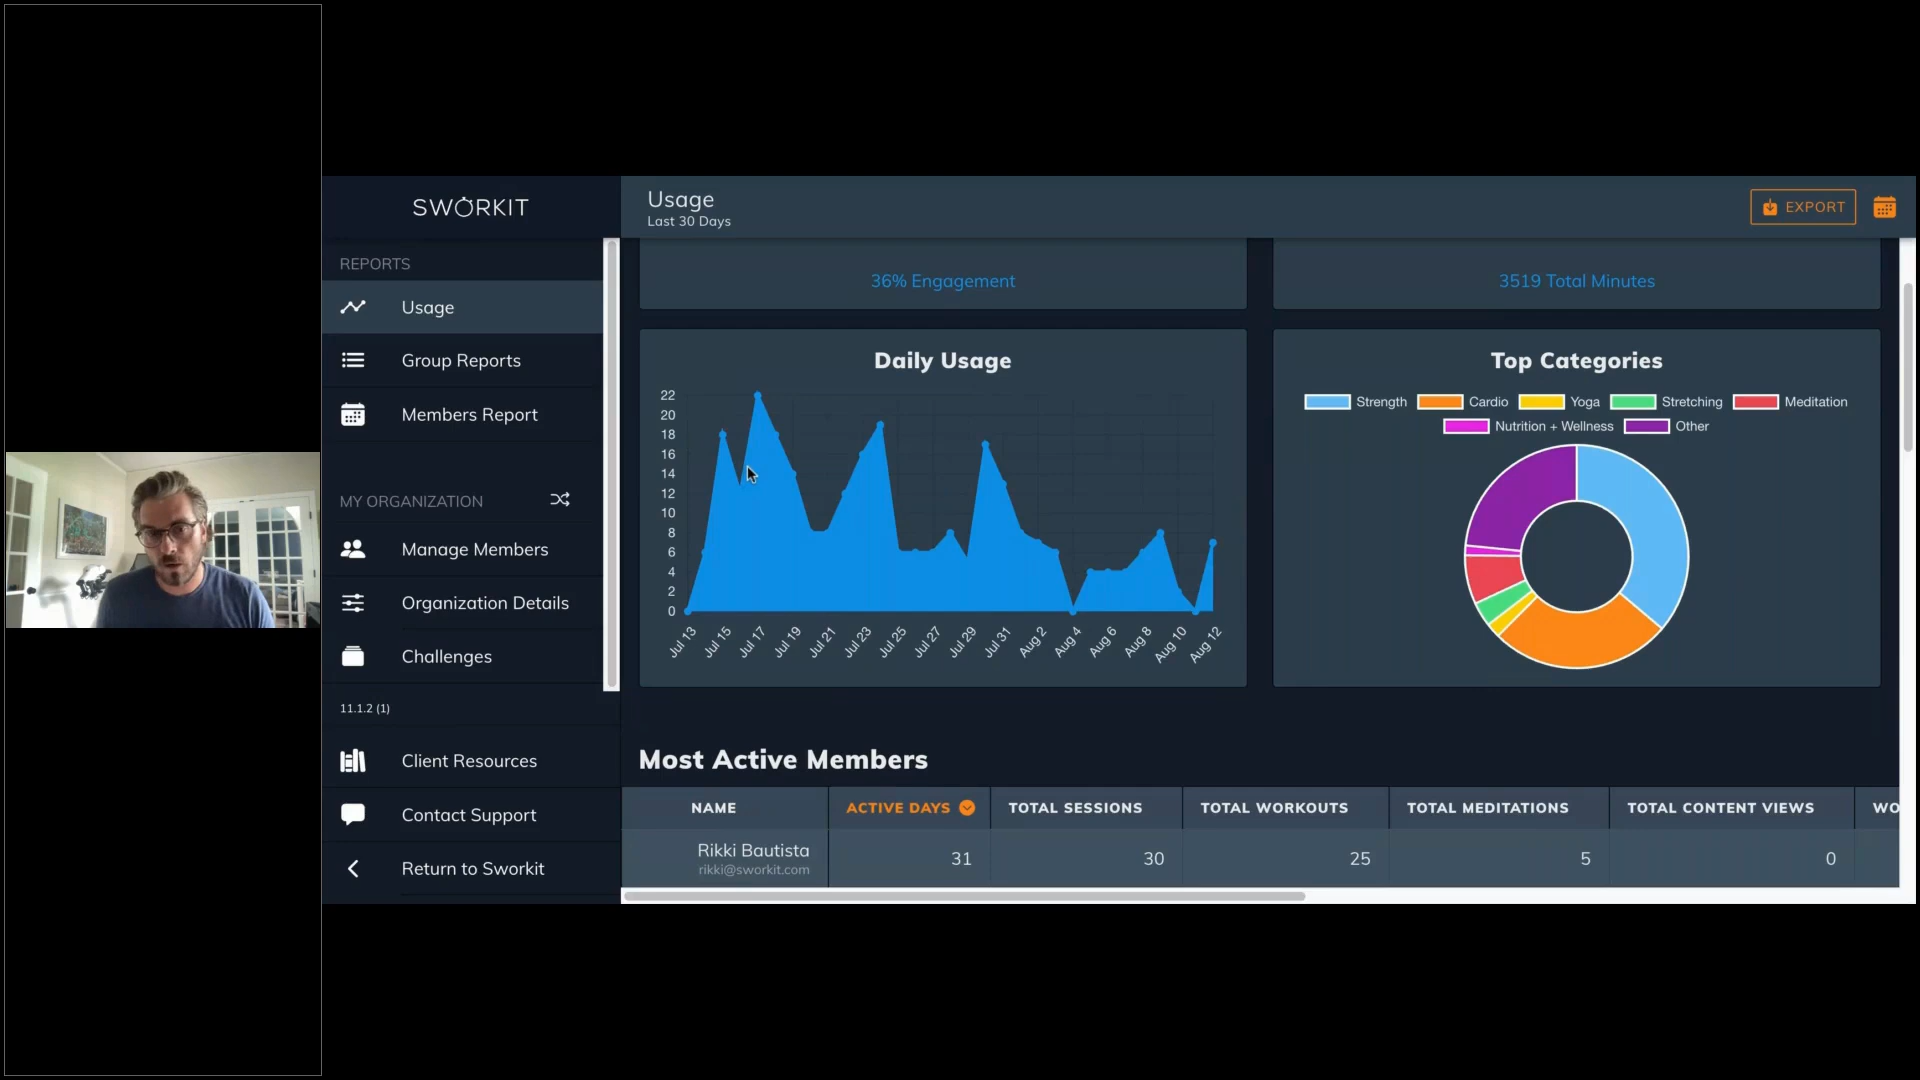 SWORKIT
REPORTS
Usage
Group Reports
Members Report
MY ORGANIZATION
Manage Members
Organization Details
Challenges
11.1.2 (1)
Client Resources
Contact Support
Return to Sworkit
Usage
Last 30 Days
EXPORT
36% Engagement
3519 Total Minutes
Daily Usage
22
20
18
16
14
12
10
8
6
4
2
0
Jul 13
Jul 15
Jul 17
Jul 19
Jul 21
Jul 23
Jul 25
Jul 27
Jul 29
Jul 31
Aug 2
Aug 4
Aug 6
Aug 8
Aug 10
Aug 12
Top Categories
Strength Cardio Yoga Stretching Meditation
Nutrition + Wellness Other
Most Active Members
NAME ACTIVE DAYS TOTAL SESSIONS TOTAL WORKOUTS TOTAL MEDITATIONS TOTAL CONTENT VIEWS WO
Rikki Bautista 31 30 25 5 0
rikki@sworkit.com